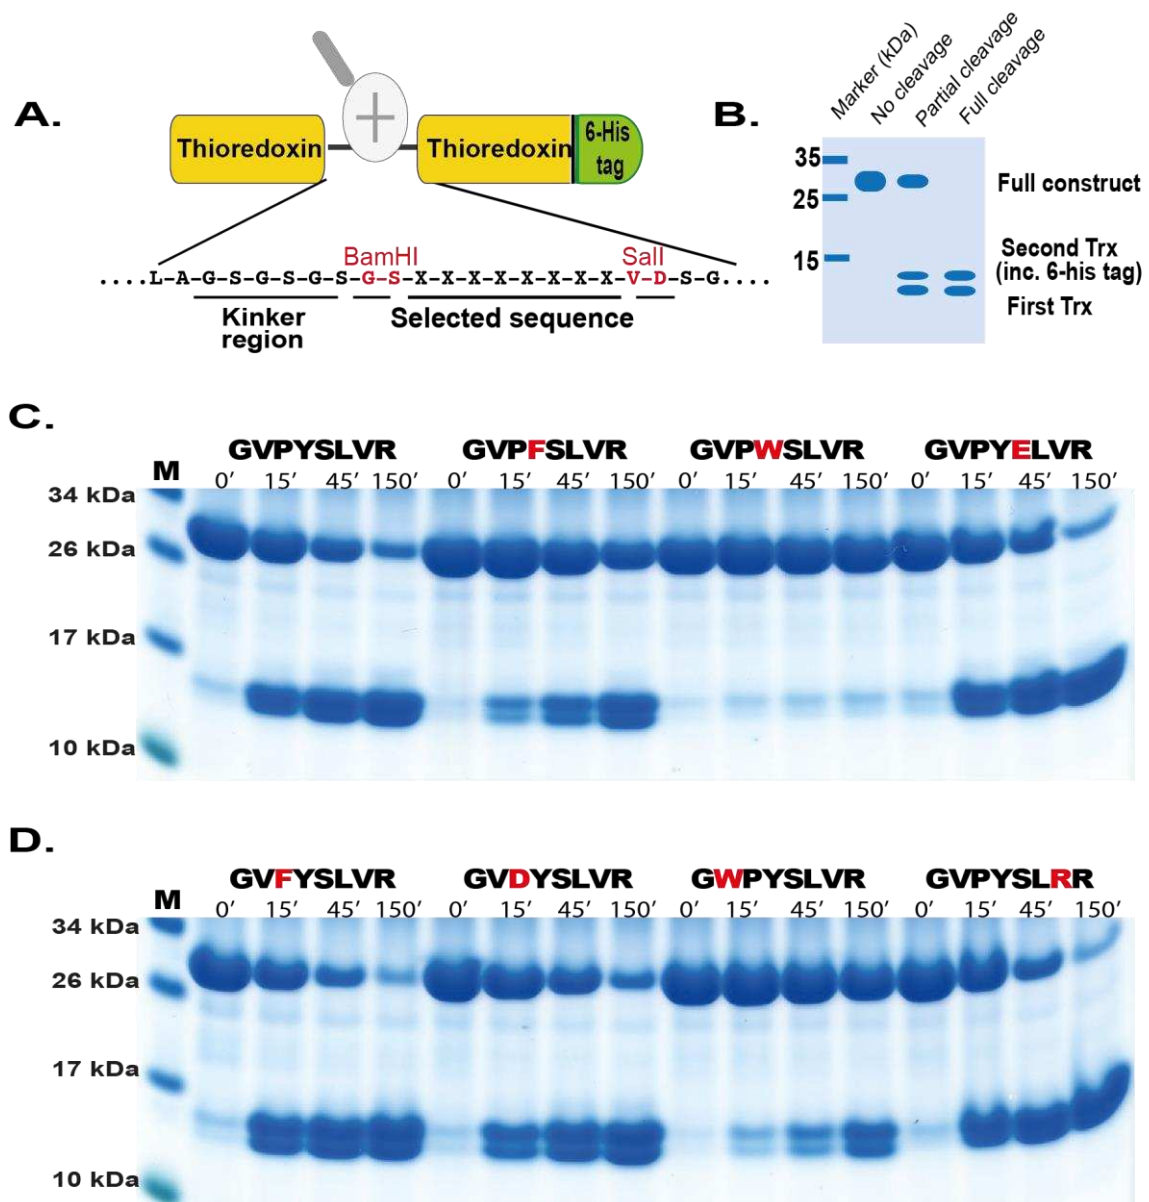 A.
Thioredoxin
Thioredoxin
6-His
tag
BamHI
SalI
....L-A-G-S-G-S-G-S-G-S-X-X-X-X-X-X-X-X-V-D-S-G....
Kinker
region
Selected sequence
B.
Marker (kDa)
No cleavage
Partial cleavage
Full cleavage
35
25
15
Full construct
Second Trx
(inc. 6-his tag)
First Trx
C.
GVPYSLVR GVPFSLVR GVPWSLVR GVPYELVR
M 0′ 15′ 45′ 150′ 0′ 15′ 45′ 150′ 0′ 15′ 45′ 150′ 0′ 15′ 45′ 150′
34 kDa
26 kDa
17 kDa
10 kDa
D.
GVFYSLVR GVDYSLVR GWPYSLVR GVPYSLRR
M 0′ 15′ 45′ 150′ 0′ 15′ 45′ 150′ 0′ 15′ 45′ 150′ 0′ 15′ 45′ 150′
34 kDa
26 kDa
17 kDa
10 kDa